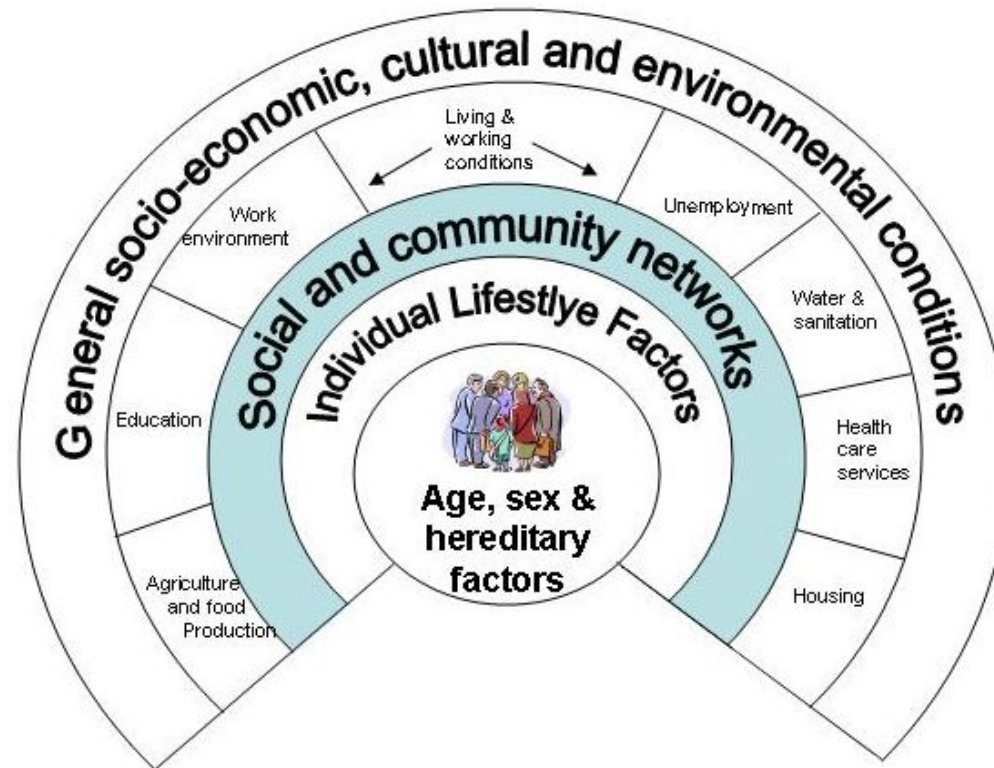 General socio-economic, cultural and environmental conditions
Living &
working
conditions
Work
environment
Unemployment
Education
Water &
sanitation
Agriculture
and food
Production
Health
care
services
Housing
Social and community networks
Individual Lifestlye Factors
Age, sex &
hereditary
factors